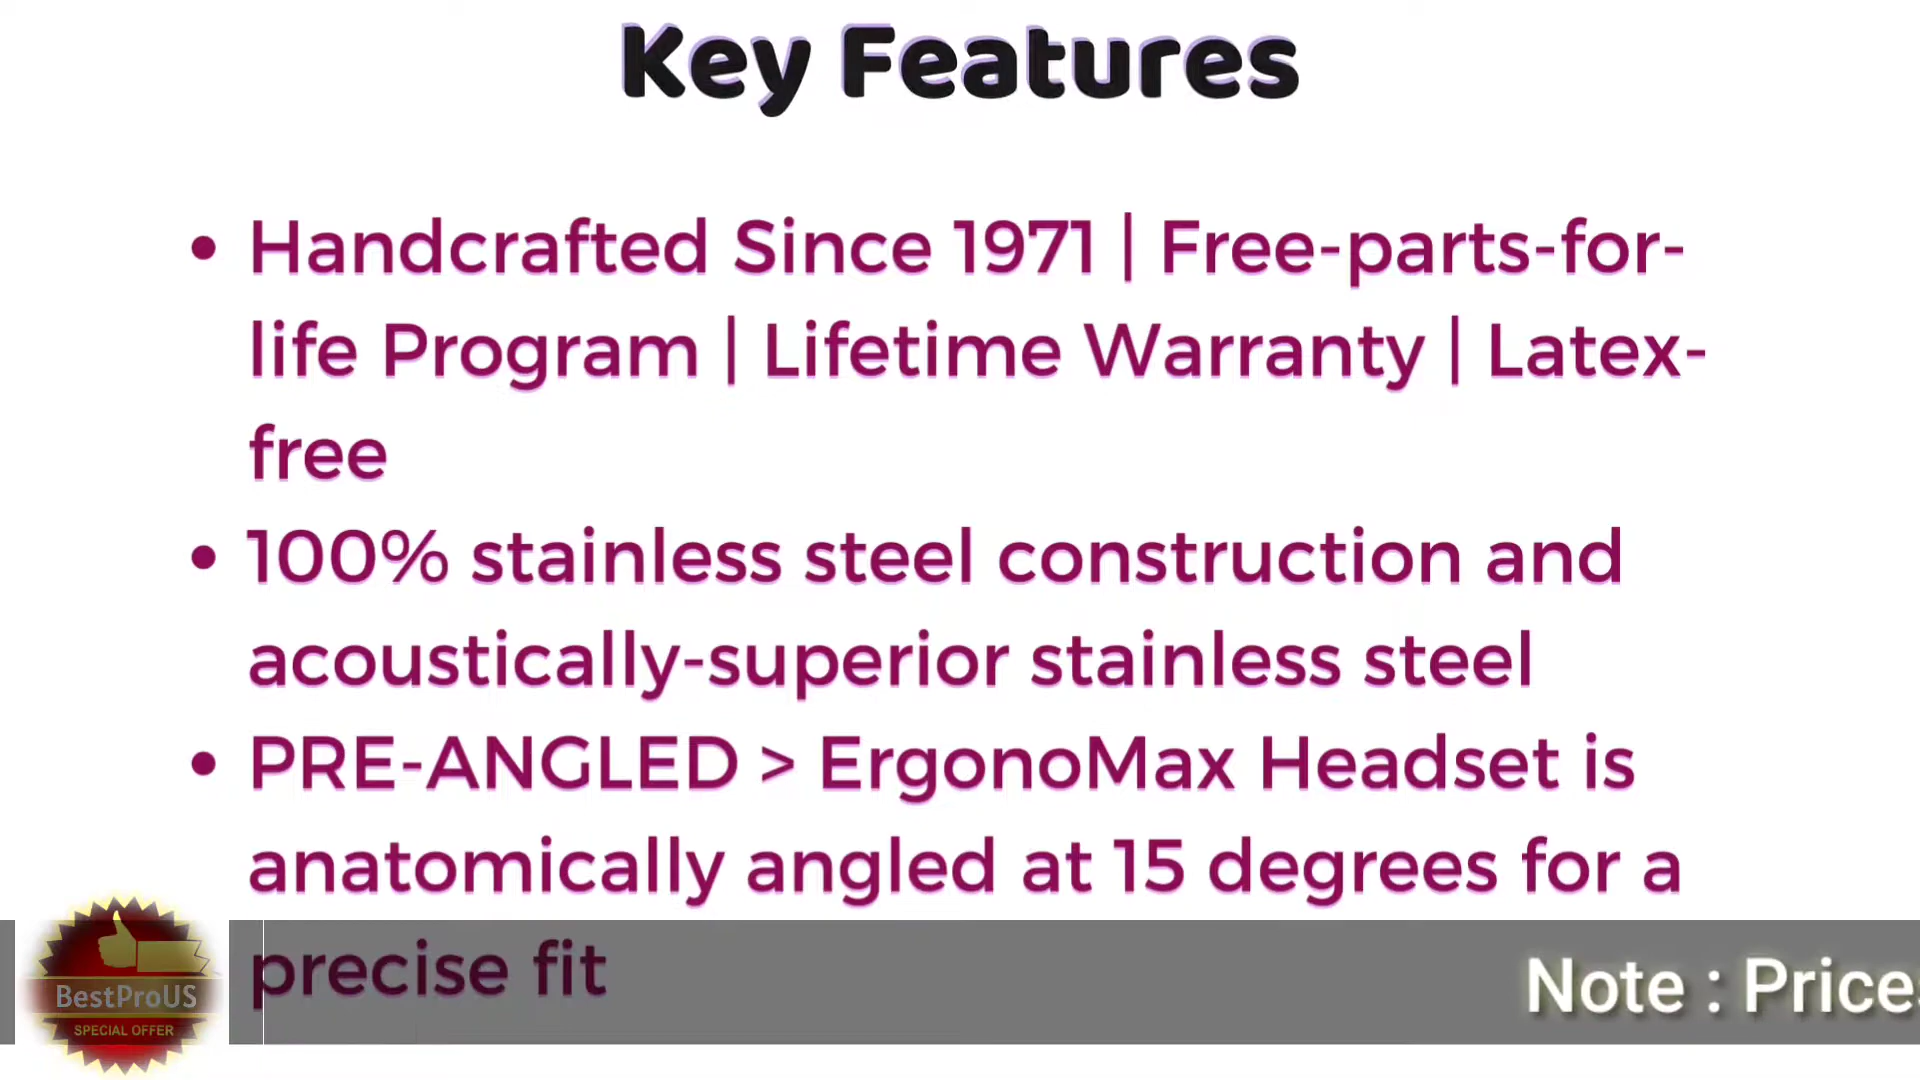 Key Features
• Handcrafted Since 1971 | Free-parts-for-
life Program | Lifetime Warranty | Latex-
free
• 100% stainless steel construction and
acoustically-superior stainless steel
• PRE-ANGLED > ErgonoMax Headset is
anatomically angled at 15 degrees for a
precise fit
BestProUS
SPECIAL OFFER
Note : Prices